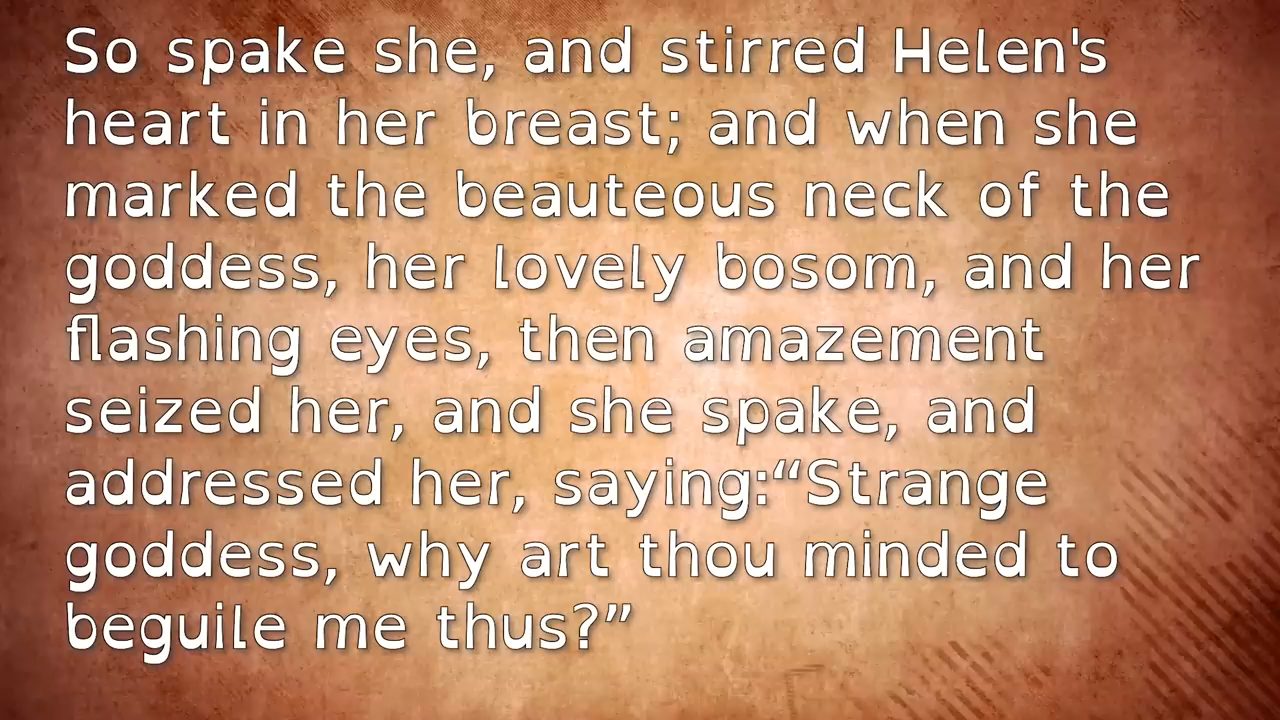 So spake she, and stirred Helen's
heart in her breast; and when she
marked the beauteous neck of the
goddess, her lovely bosom, and her
flashing eyes, then amazement
seized her, and she spake, and
addressed her, saying:“Strange
goddess, why art thou minded to
beguile me thus?”